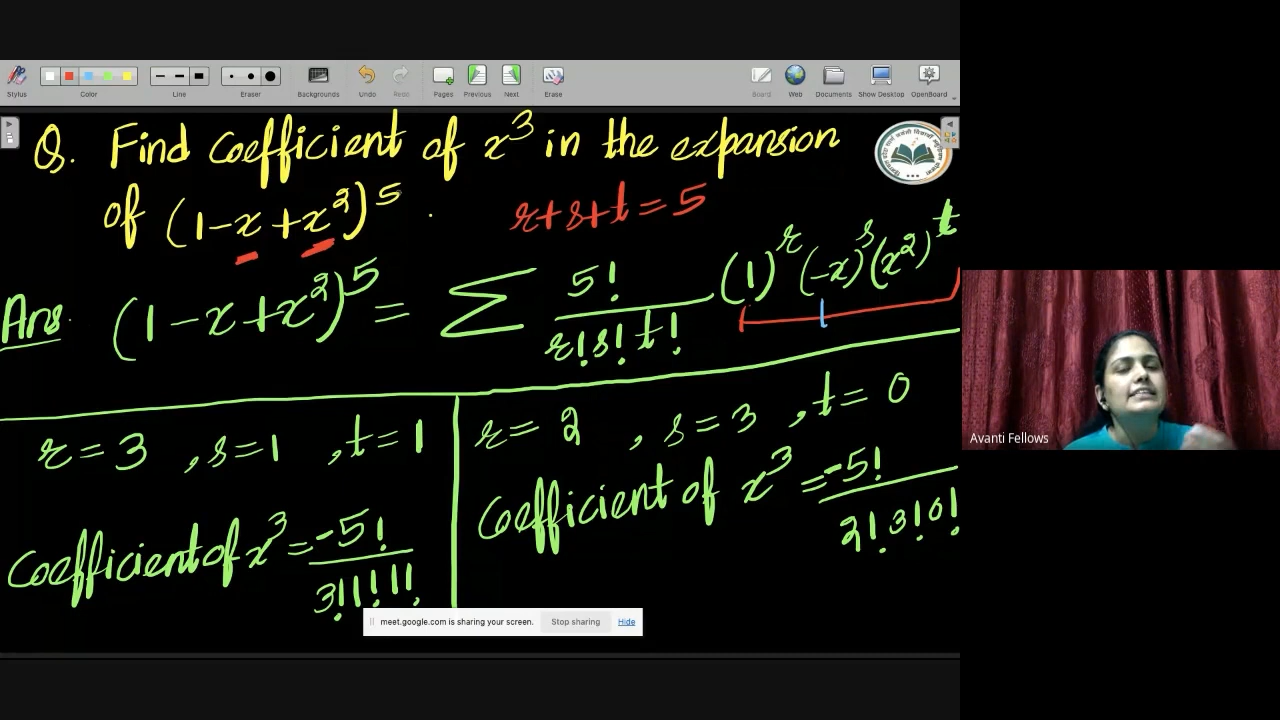 Stylus
Color
Line
Eraser
Backgrounds
Undo
Redo
Pages
Previous
Next
Erase
Board
Web
Documents
Show Desktop
OpenBoard
Q. Find Coefficient of x³ in the expansion
of (1-x+x²)⁵ . r+s+t=5
Ans. (1-x+x²)⁵ = Σ 5!/(r!s!t!) (1)^r (-x)^s (x²)^t
r=3 , s=1 , t=1
Coefficient of x³ = -5!/(3!1!1!)
r=2 , s=3 , t=0
Coefficient of x³ = -5!/(2!3!0!)
meet.google.com is sharing your screen. Stop sharing Hide
Avanti Fellows